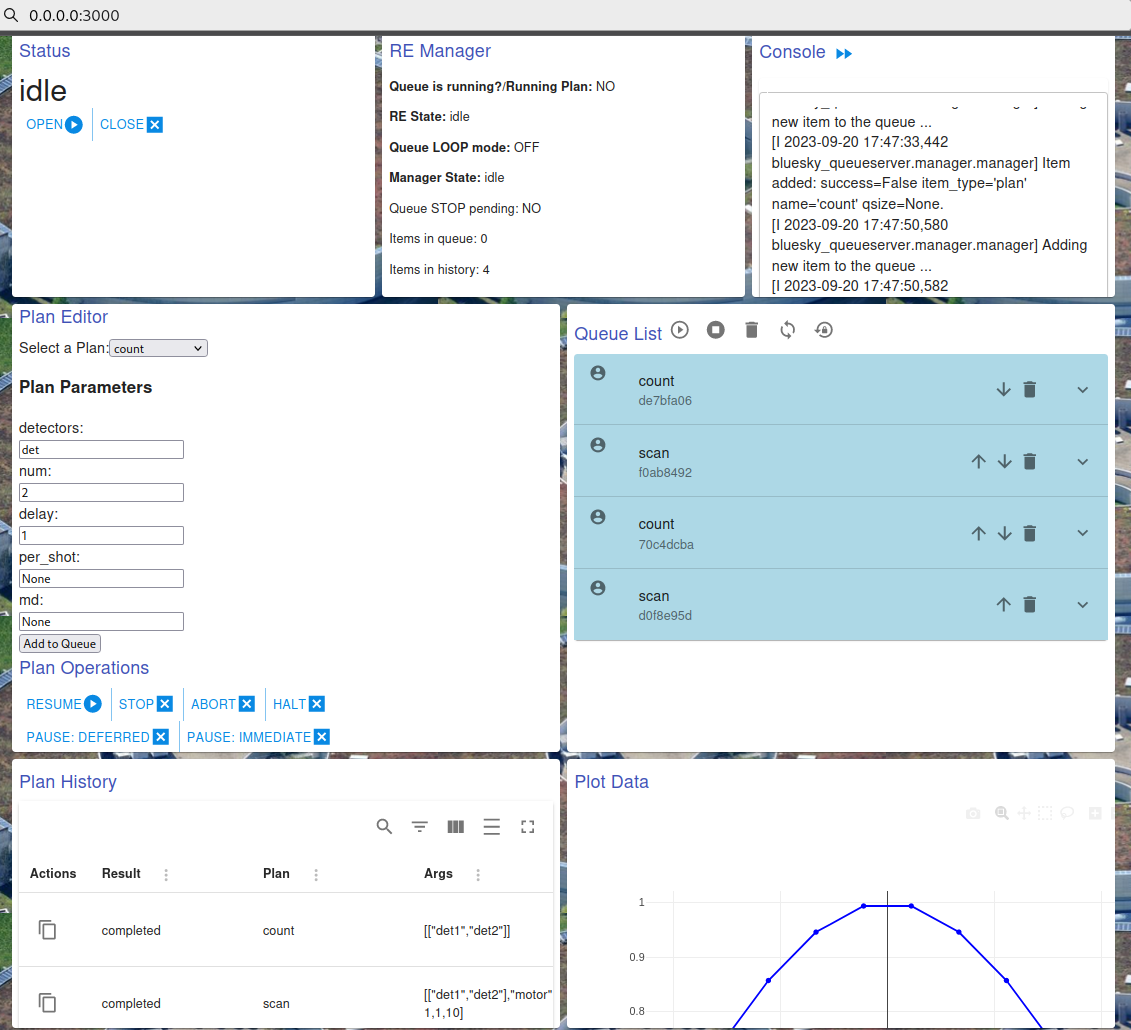 0.0.0.0:3000
Status
idle
OPEN
CLOSE
RE Manager
Queue is running?/Running Plan: NO
RE State: idle
Queue LOOP mode: OFF
Manager State: idle
Queue STOP pending: NO
Items in queue: 0
Items in history: 4
Console
new item to the queue ...
[I 2023-09-20 17:47:33,442
bluesky_queueserver.manager.manager] Item
added: success=False item_type='plan'
name='count' qsize=None.
[I 2023-09-20 17:47:50,580
bluesky_queueserver.manager.manager] Adding
new item to the queue ...
[I 2023-09-20 17:47:50,582
Plan Editor
Select a Plan: count
Plan Parameters
detectors:
det
num:
2
delay:
1
per_shot:
None
md:
None
Add to Queue
Plan Operations
RESUME
STOP
ABORT
HALT
PAUSE: DEFERRED
PAUSE: IMMEDIATE
Queue List
count
de7bfa06
scan
f0ab8492
count
70c4dcba
scan
d0f8e95d
Plan History
Actions Result Plan Args
completed count [["det1","det2"]]
completed scan [["det1","det2"],"motor"
1,1,10]
Plot Data
1
0.9
0.8